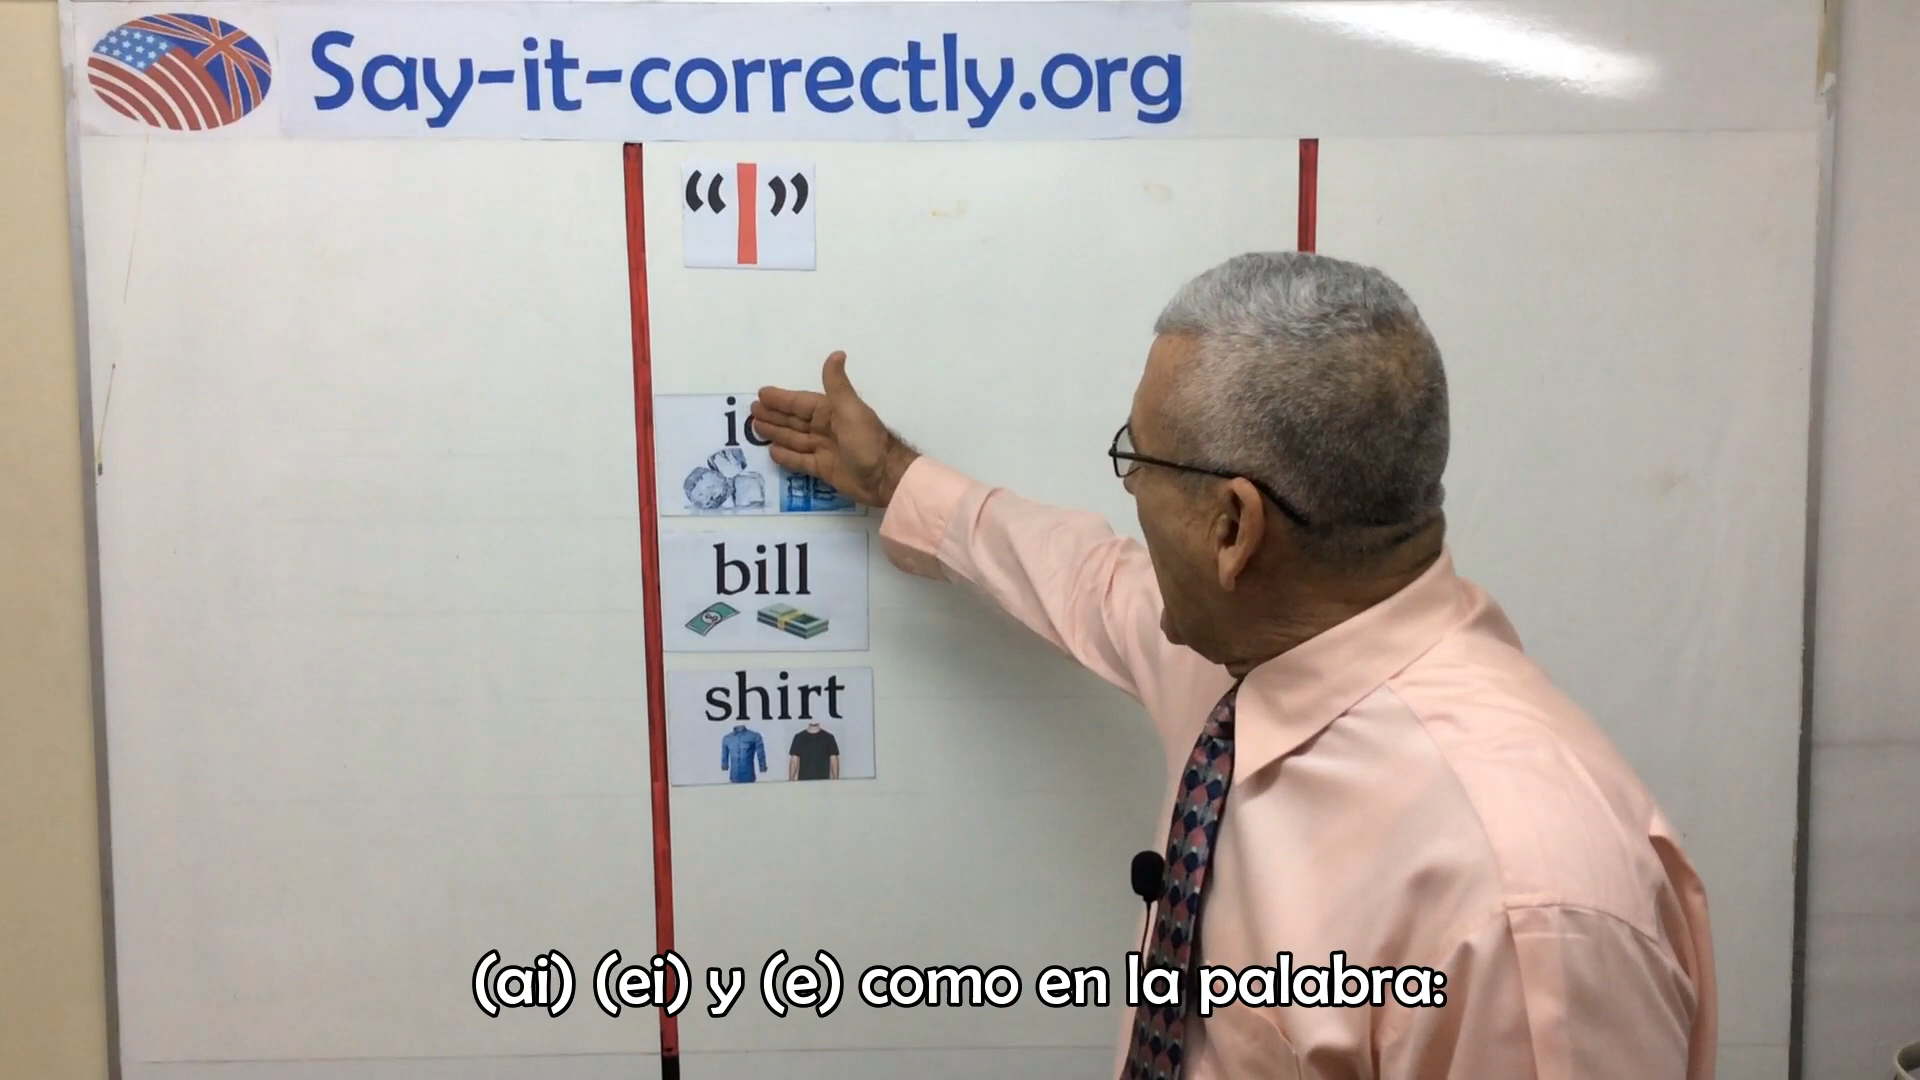 Say-it-correctly.org
“I”
bill
shirt
(ai) (ei) y (e) como en la palabra: